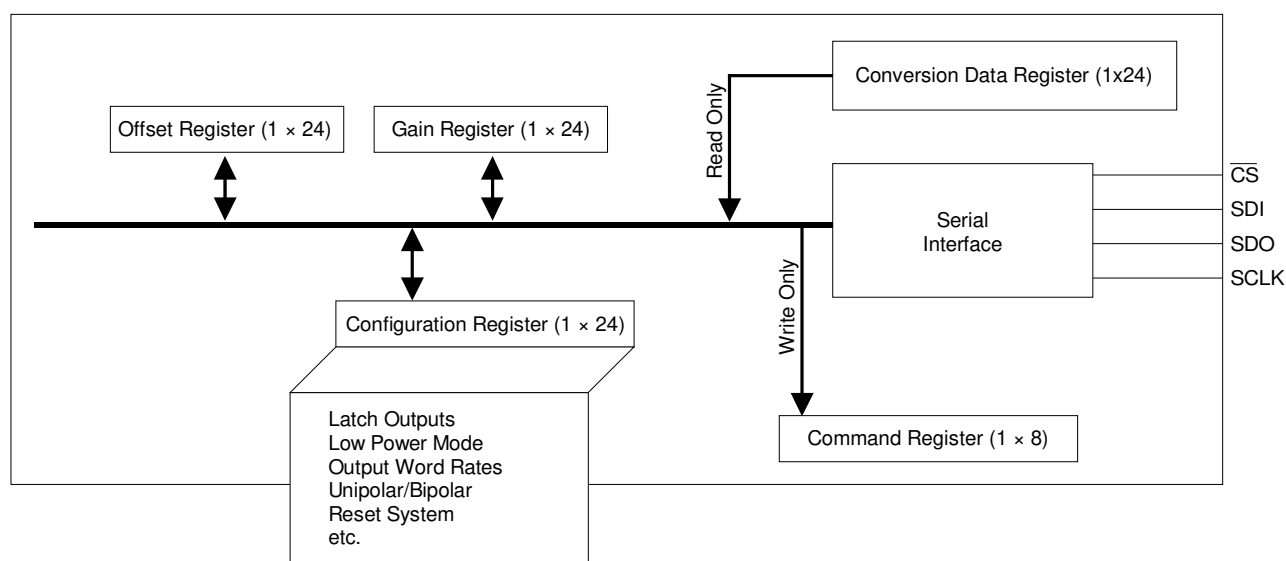 Conversion Data Register (1x24)
Offset Register (1 × 24)
Gain Register (1 × 24)
Read Only
Serial
Interface
C̅S̅
SDI
SDO
SCLK
Write Only
Configuration Register (1 × 24)
Latch Outputs
Low Power Mode
Output Word Rates
Unipolar/Bipolar
Reset System
etc.
Command Register (1 × 8)